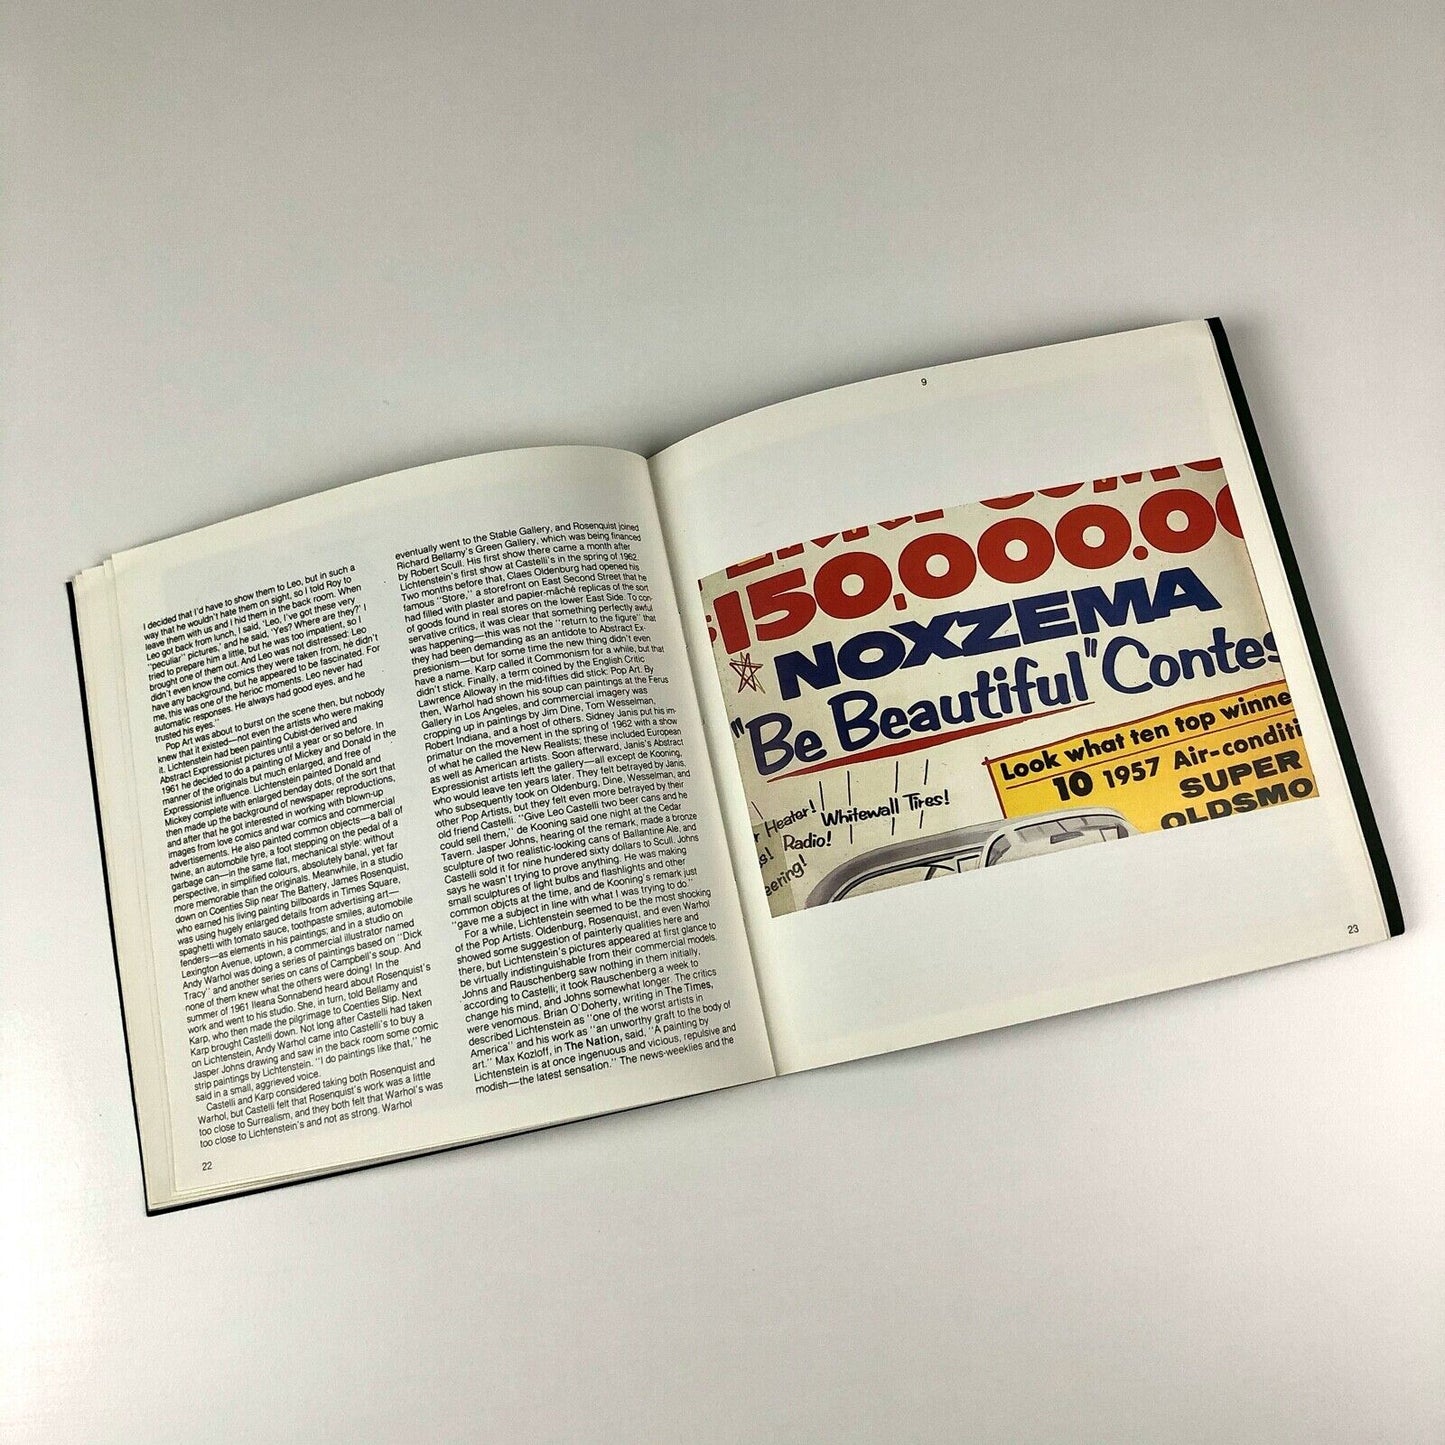 I decided that I'd have to show them to Leo, but in such a
way that he wouldn't hate them on sight, so I told Roy to
leave them with us and I hid them in the back room. When
Leo got back from lunch, I said, 'Leo, I've got these very
"peculiar" pictures,' and he said, 'Yes? Where are they?' I
tried to prepare him a little, but he was too impatient, so I
brought one of them out. And Leo was not distressed: Leo
didn't even know the comics they were taken from, he didn't
have any background, but he appeared to be fascinated. For
me, this was one of the herioc moments. Leo never had
automatic responses. He always had good eyes, and he
trusted his eyes."
Pop Art was about to burst on the scene then, but nobody
knew that it existed—not even the artists who were making
it. Lichtenstein had been painting Cubist-derived and
Abstract Expressionist pictures until a year or so before. In
1961 he decided to do a painting of Mickey and Donald in the
manner of the originals but much enlarged, and free of
Expressionist influence. Lichtenstein painted Donald and
Mickey complete with enlarged benday dots, of the sort that
then made up the background of newspaper reproductions,
and after that he got interested in working with blown-up
images from love comics and war comics and commercial
advertisements. He also painted common objects—a ball of
twine, an automobile tyre, a foot stepping on the pedal of a
garbage can—in the same flat, mechanical style: without
perspective, in simplified colours, absolutely banal, yet far
more memorable than the originals. Meanwhile, in a studio
down on Coenties Slip near The Battery, James Rosenquist,
who earned his living painting billboards in Times Square,
was using hugely enlarged details from advertising art—
spaghetti with tomato sauce, toothpaste smiles, automobile
fenders—as elements in his paintings; and in a studio on
Lexington Avenue, uptown, a commercial illustrator named
Andy Warhol was doing a series of paintings based on "Dick
Tracy" and another series on cans of Campbell's soup. And
none of them knew what the others were doing! In the
summer of 1961 Ileana Sonnabend heard about Rosenquist's
work and went to his studio. She, in turn, told Bellamy and
Karp, who then made the pilgrimage to Coenties Slip. Next
Karp brought Castelli down. Not long after Castelli had taken
on Lichtenstein, Andy Warhol came into Castelli's to buy a
Jasper Johns drawing and saw in the back room some comic
strip paintings by Lichtenstein. "I do paintings like that," he
said in a small, aggrieved voice.
Castelli and Karp considered taking both Rosenquist and
Warhol, but Castelli felt that Rosenquist's work was a little
too close to Surrealism, and they both felt that Warhol's was
too close to Lichtenstein's and not as strong. Warhol
22
eventually went to the Stable Gallery, and Rosenquist joined
Richard Bellamy's Green Gallery, which was being financed
by Robert Scull. His first show there came a month after
Lichtenstein's first show at Castelli's in the spring of 1962.
Two months before that, Claes Oldenburg had opened his
famous "Store," a storefront on East Second Street that he
had filled with plaster and papier-mâché replicas of the sort
of goods found in real stores on the lower East Side. To con-
servative critics, it was clear that something perfectly awful
was happening—this was not the "return to the figure" that
they had been demanding as an antidote to Abstract Ex-
presionism—but for some time the new thing didn't even
have a name. Karp called it Commonism for a while, but that
didn't stick. Finally, a term coined by the English Critic
Lawrence Alloway in the mid-fifties did stick: Pop Art. By
then, Warhol had shown his soup can paintings at the Ferus
Gallery in Los Angeles, and commercial imagery was
cropping up in paintings by Jim Dine, Tom Wesselman,
Robert Indiana, and a host of others. Sidney Janis put his im-
primatur on the movement in the spring of 1962 with a show
of what he called the New Realists; these included European
as well as American artists. Soon afterward, Janis's Abstract
Expressionist artists left the gallery—all except de Kooning,
who would leave ten years later. They felt betrayed by Janis,
who subsequently took on Oldenburg, Dine, Wesselman, and
other Pop Artists, but they felt even more betrayed by their
old friend Castelli. "Give Leo Castelli two beer cans and he
could sell them," de Kooning said one night at the Cedar
Tavern. Jasper Johns, hearing of the remark, made a bronze
sculpture of two realistic-looking cans of Ballantine Ale, and
Castelli sold it for nine hundred sixty dollars to Scull. Johns
says he wasn't trying to prove anything. He was making
small sculptures of light bulbs and flashlights and other
common objcts at the time, and de Kooning's remark just
"gave me a subject in line with what I was trying to do."
For a while, Lichtenstein seemed to be the most shocking
of the Pop Artists. Oldenburg, Rosenquist, and even Warhol
showed some suggestion of painterly qualities here and
there, but Lichtenstein's pictures appeared at first glance to
be virtually indistinguishable from their commercial models.
Johns and Rauschenberg saw nothing in them initially,
according to Castelli; it took Rauschenberg a week to
change his mind, and Johns somewhat longer. The critics
were venomous. Brian O'Doherty, writing in The Times,
described Lichtenstein as "one of the worst artists in
America" and his work as "an unworthy graft to the body of
art." Max Kozloff, in The Nation, said, "A painting by
Lichtenstein is at once ingenuous and vicious, repulsive and
modish—the latest sensation." The news-weeklies and the
9
$150,000.00
NOXZEMA
"Be Beautiful" Contes
Look what ten top winne
10 1957 Air-conditi
SUPER
OLDSMO
r Heater! Whitewall Tires!
s! Radio!
eering!
23